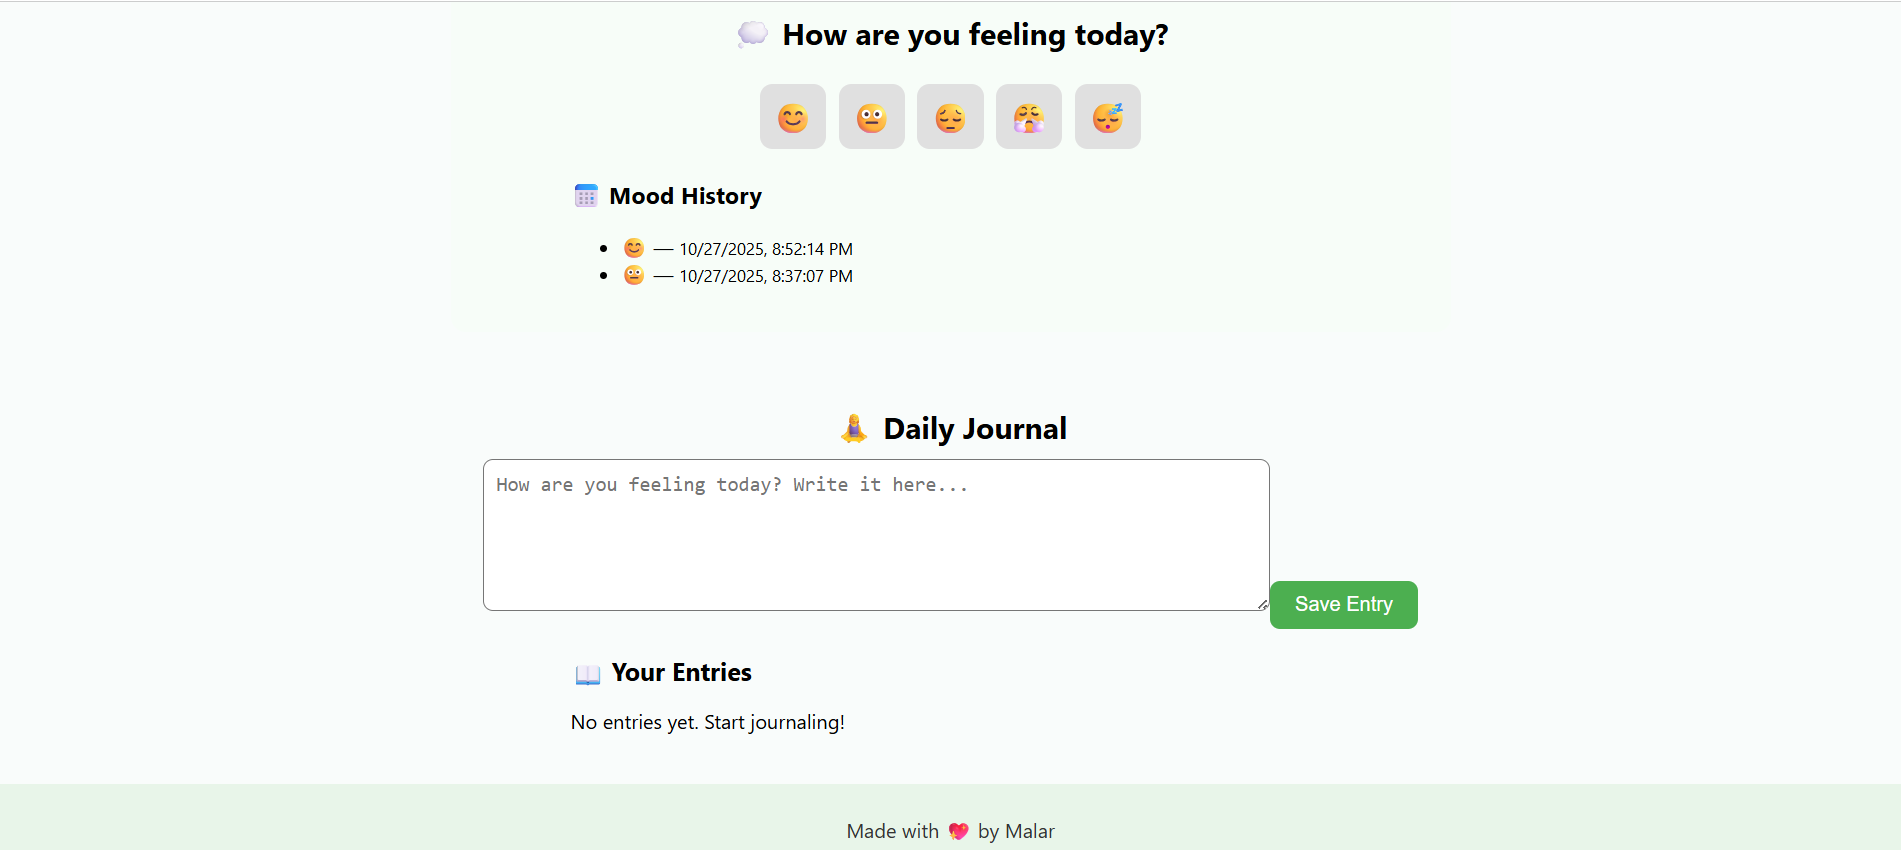 💭 How are you feeling today?
😊 😐 😔 😤 😴
📅 Mood History
• 😊 — 10/27/2025, 8:52:14 PM
• 😐 — 10/27/2025, 8:37:07 PM
🧘‍♀️ Daily Journal
How are you feeling today? Write it here...
Save Entry
📖 Your Entries
No entries yet. Start journaling!
Made with 💖 by Malar